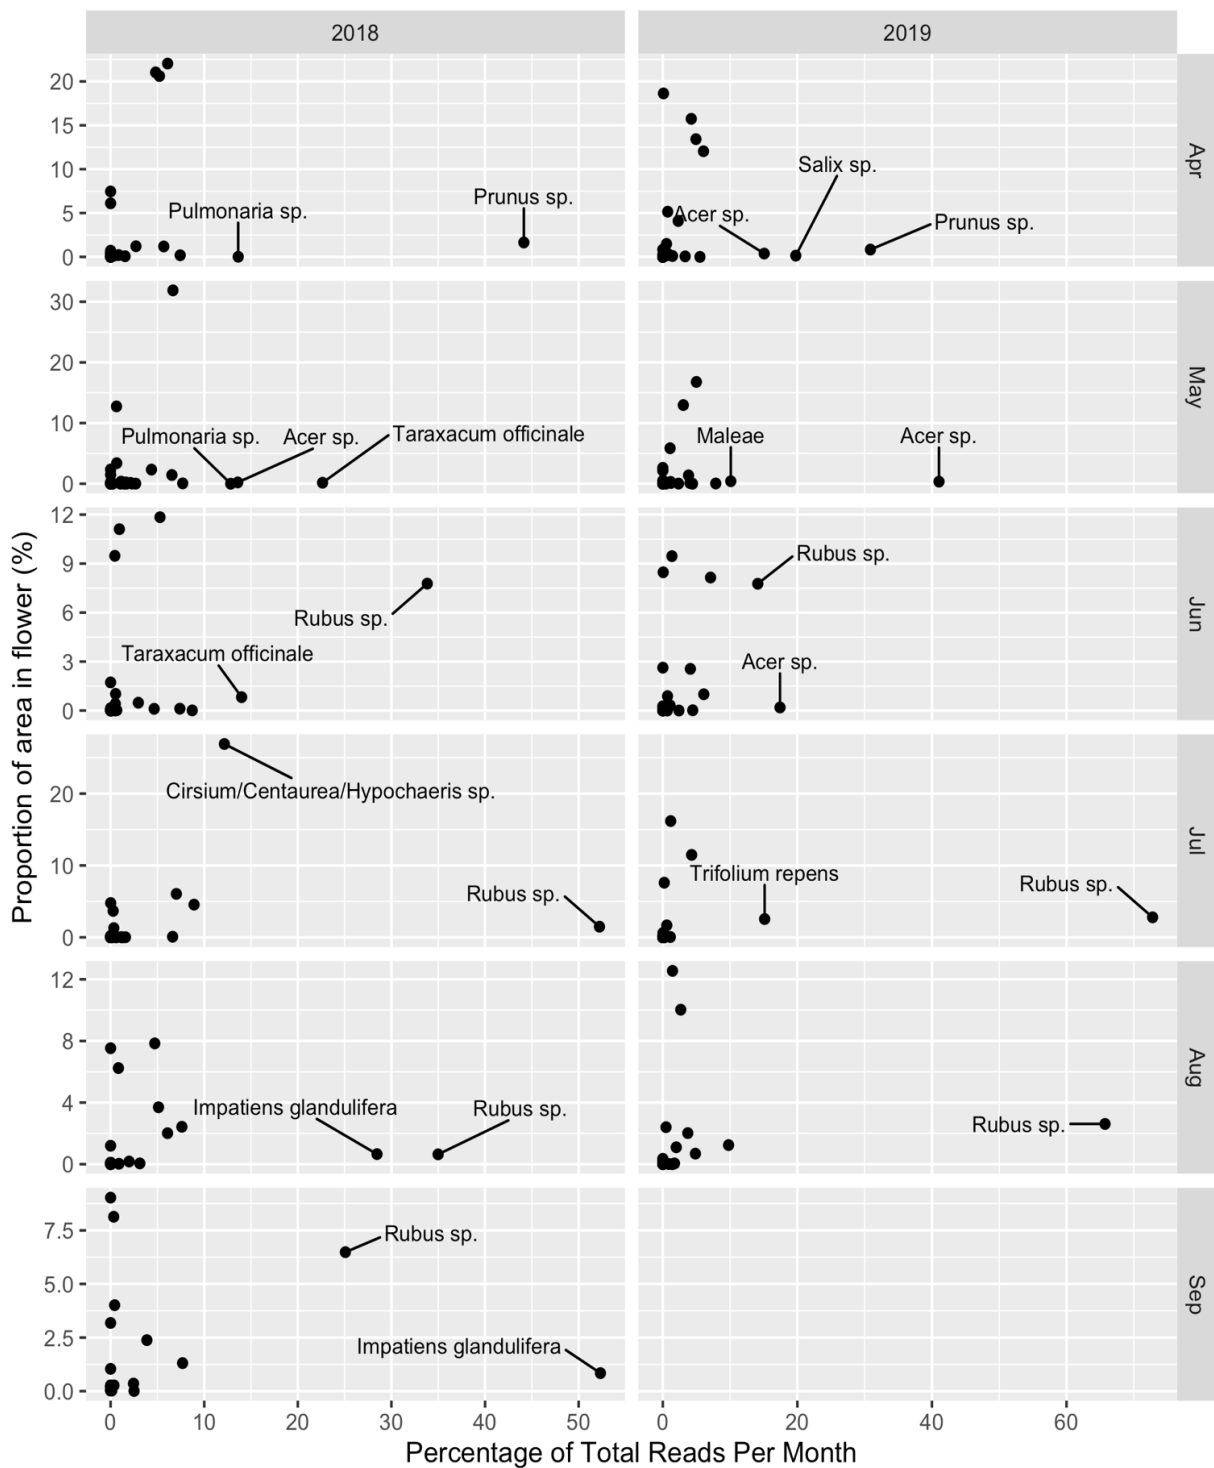 2018
2019
Proportion of area in flower (%)
20
15
10
5
0
Pulmonaria sp.
Prunus sp.
Acer sp.
Salix sp.
Prunus sp.
Apr
30
20
10
0
Pulmonaria sp.
Acer sp.
Taraxacum officinale
Maleae
Acer sp.
May
12
9
6
3
0
Rubus sp.
Taraxacum officinale
Rubus sp.
Acer sp.
Jun
20
10
0
Cirsium/Centaurea/Hypochaeris sp.
Rubus sp.
Trifolium repens
Rubus sp.
Jul
12
8
4
0
Impatiens glandulifera
Rubus sp.
Rubus sp.
Aug
7.5
5.0
2.5
0.0
Rubus sp.
Impatiens glandulifera
Sep
0 10 20 30 40 50
0 20 40 60
Percentage of Total Reads Per Month